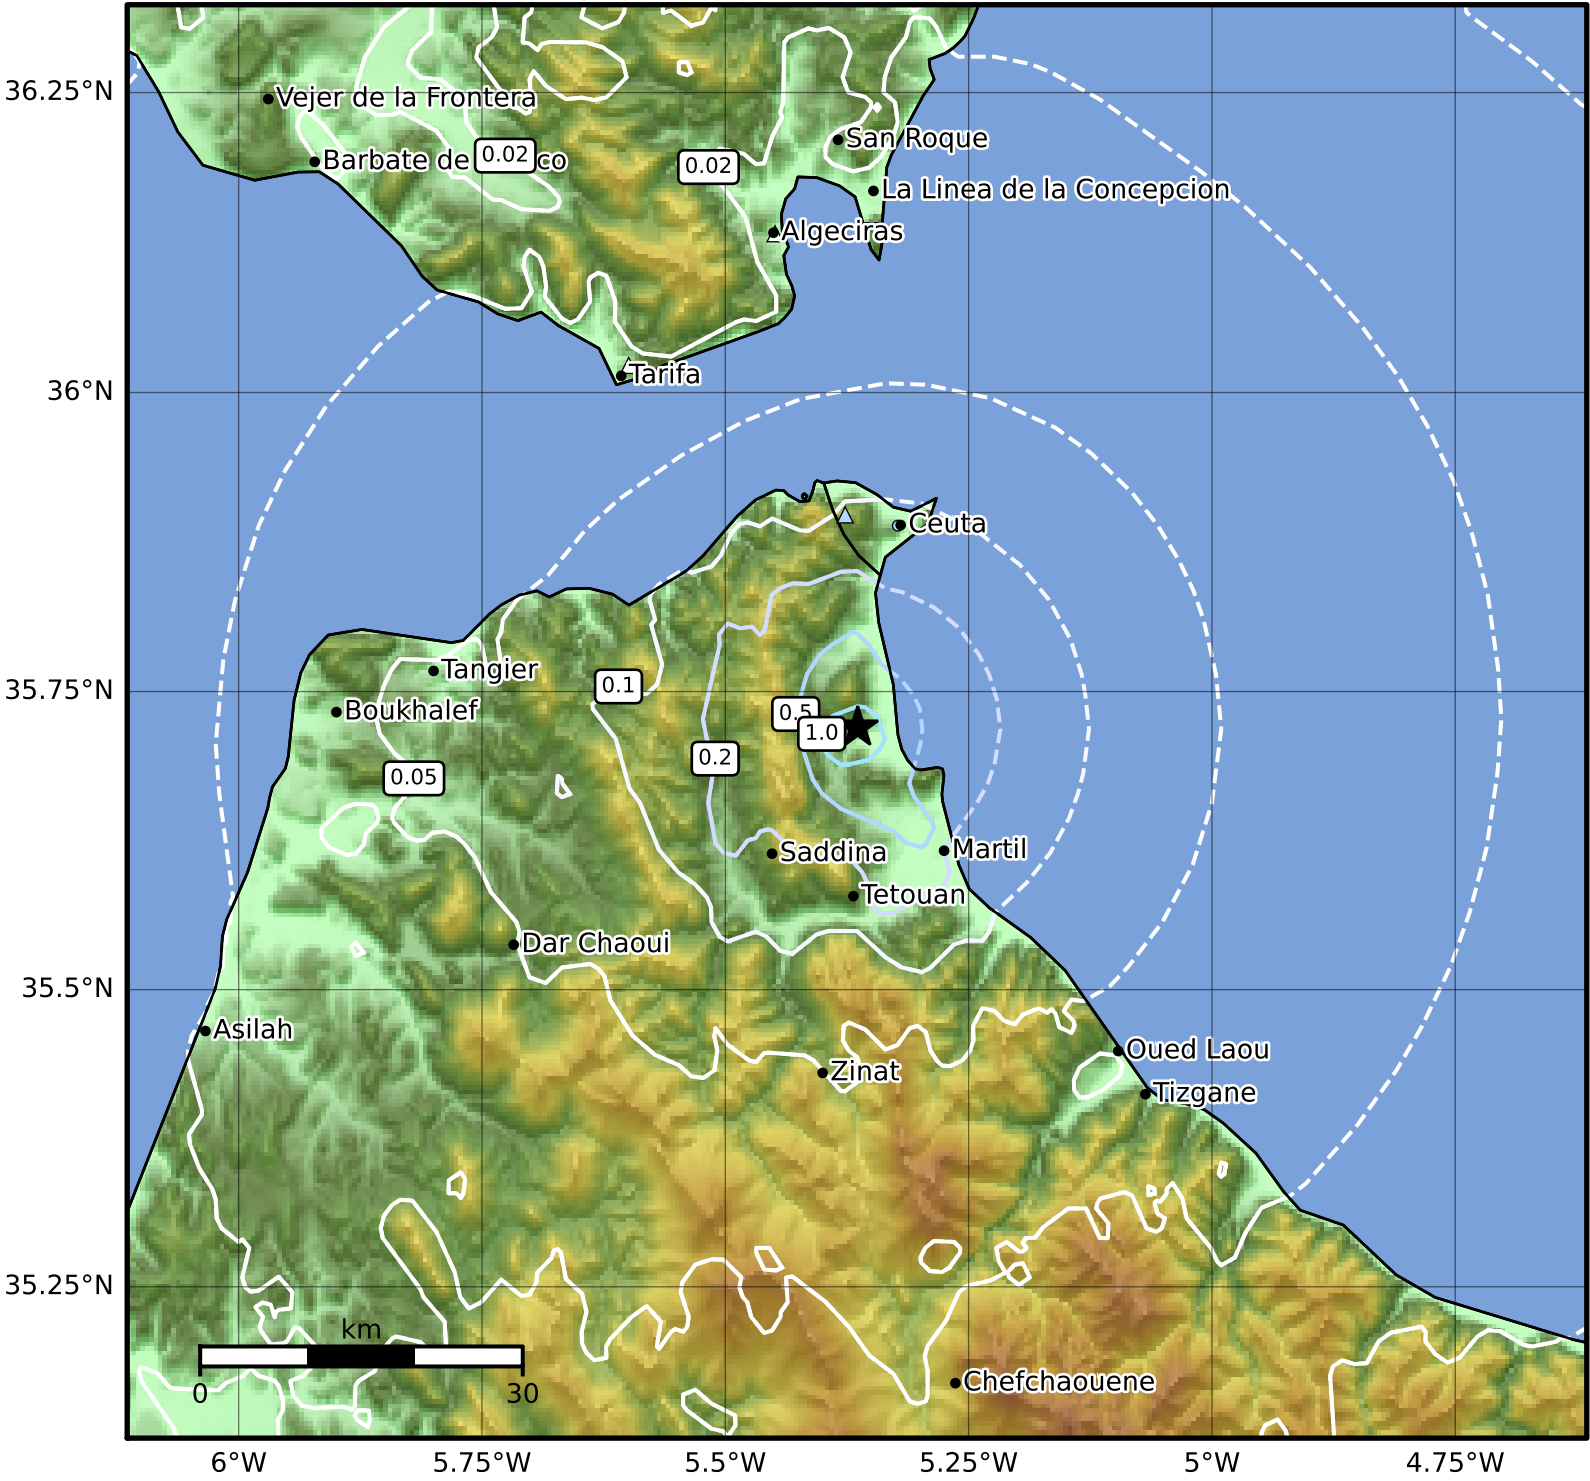 36.25°N
Vejer de la Frontera
San Roque
Barbate de
co
0.02
0.02
La Linea de la Concepcion
Algeciras
36°N
Tarifa
Ceuta
35.75°N
Tangier
0.1
Boukhalef
0.5
1.0
0.2
0.05
Saddina
Martil
Tetouan
Dar Chaoui
35.5°N
Asilah
Oued Laou
Zinat
Tizgane
35.25°N
km
0
30
Chefchaouene
6°W
5.75°W
5.5°W
5.25°W
5°W
4.75°W